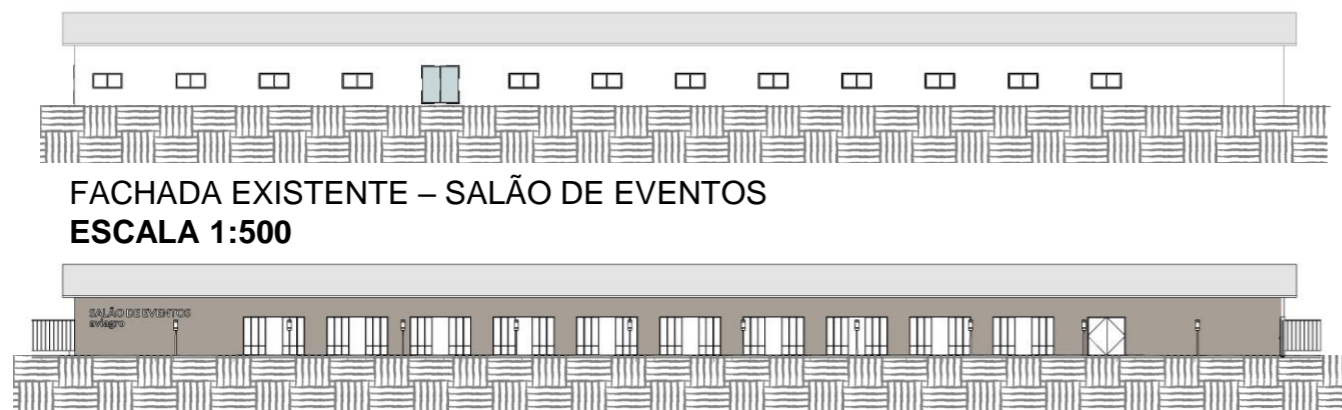 FACHADA EXISTENTE – SALÃO DE EVENTOS
ESCALA 1:500
SALÃO DE EVENTOS
aviagro